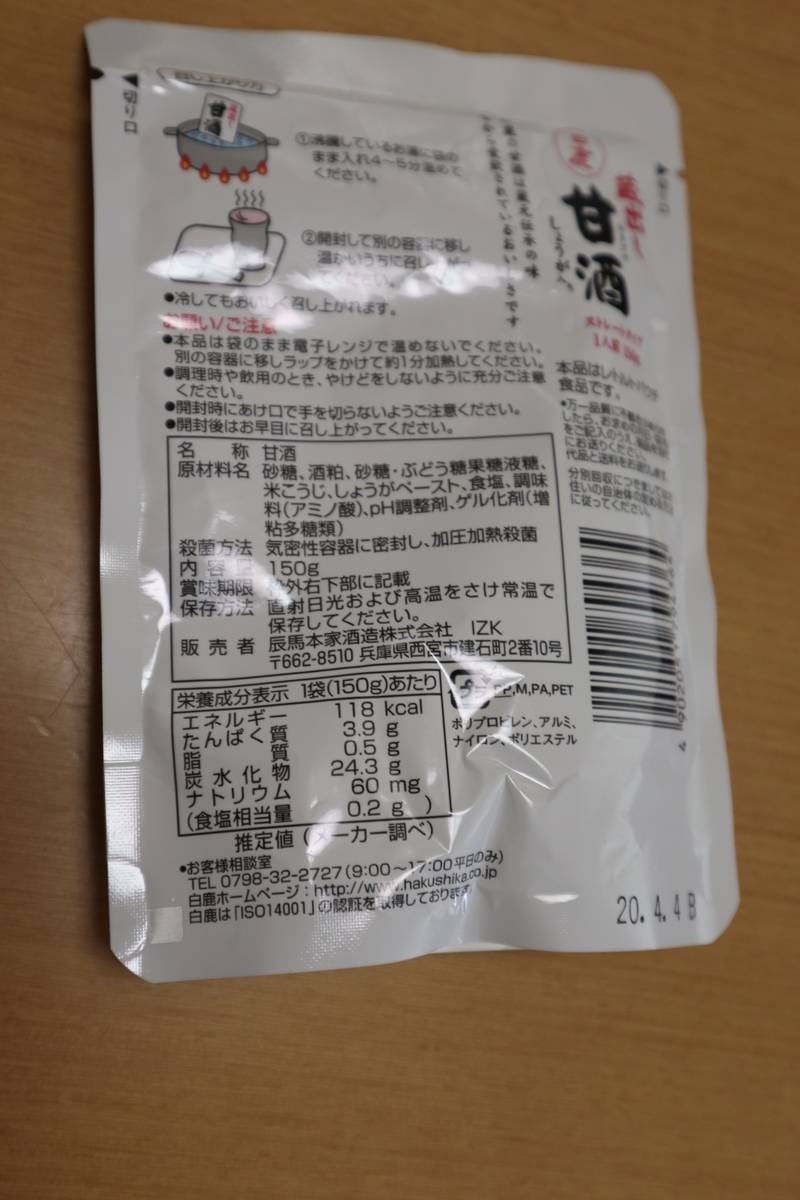 切り口
甘酒
①沸騰しているお湯に袋の
まま入れ4～5分温めて
ください。
②開封して別の容器に移し
温かいうちに召し
●冷してもおいしく召し上がれます。
お願い/ご注意
●本品は袋のまま電子レンジで温めないでください。
別の容器に移しラップをかけて約1分加熱してください。
●調理時や飲用のとき、やけどをしないように充分ご注意
ください。
●開封時にあけ口で手を切らないようご注意ください。
●開封後はお早目に召し上がってください。
蔵出し
甘酒
しょうが入
ストレートタイプ
本品はレトルトパウチ
食品です。
名 称 甘酒
原材料名 砂糖、酒粕、砂糖・ぶどう糖果糖液糖、
米こうじ、しょうがペースト、食塩、調味
料(アミノ酸)、pH調整剤、ゲル化剤(増
粘多糖類)
殺菌方法 気密性容器に密封し、加圧加熱殺菌
内容 150g
賞味期限 外右下部に記載
保存方法 直射日光および高温をさけ常温で
保存してください。
販売者 辰馬本家酒造株式会社 IZK
〒662-8510 兵庫県西宮市建石町2番10号
栄養成分表示 1袋(150g)あたり
エネルギー 118 kcal
たんぱく質 3.9 g
脂質 0.5 g
炭水化物 24.3 g
ナトリウム 60 mg
(食塩相当量 0.2 g )
推定値(メーカー調べ)
プラ PP,M,PA,PET
ポリプロピレン、アルミ、
ナイロン、ポリエステル
●お客様相談室
TEL 0798-32-2727(9:00～17:00平日のみ)
白鹿ホームページ:http://www.hakushika.co.jp
白鹿は「ISO14001」の認証を取得しております。
20.4.4B